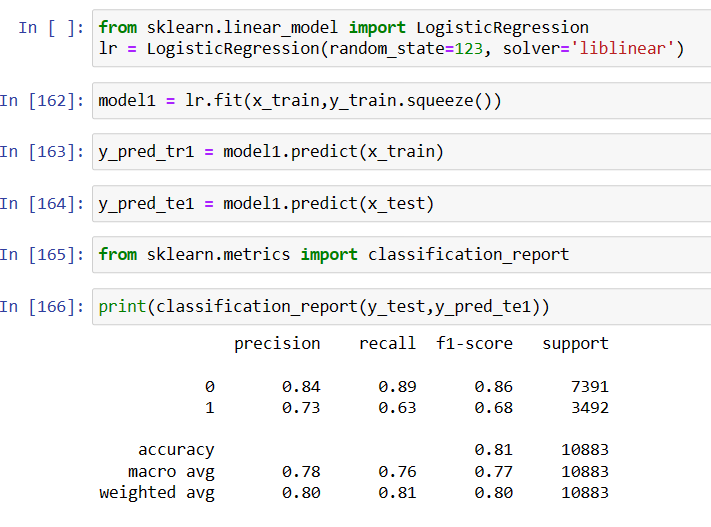 In [ ]: from sklearn.linear_model import LogisticRegression
lr = LogisticRegression(random_state=123, solver='liblinear')
In [162]: model1 = lr.fit(x_train,y_train.squeeze())
In [163]: y_pred_tr1 = model1.predict(x_train)
In [164]: y_pred_te1 = model1.predict(x_test)
In [165]: from sklearn.metrics import classification_report
In [166]: print(classification_report(y_test,y_pred_te1))
precision recall f1-score support
0 0.84 0.89 0.86 7391
1 0.73 0.63 0.68 3492
accuracy 0.81 10883
macro avg 0.78 0.76 0.77 10883
weighted avg 0.80 0.81 0.80 10883